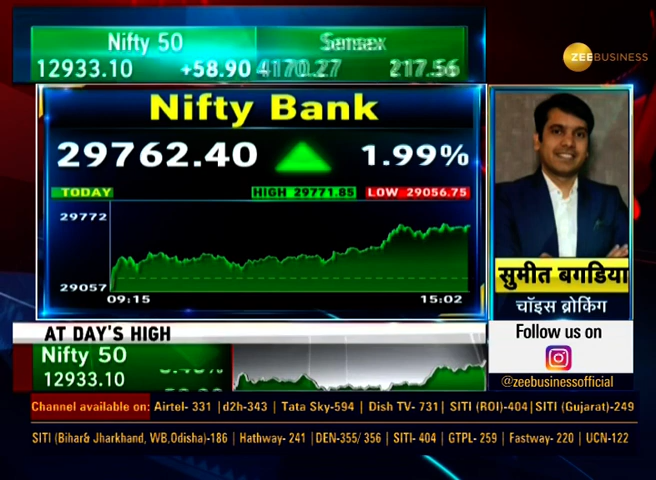 Nifty 50
Sensex
12933.10 +58.90
ZEE BUSINESS
Nifty Bank
29762.40 1.99%
TODAY HIGH 29771.85 LOW 29056.75
29772
29057
09:15 15:02
सुमीत बगडिया
चॉइस ब्रोकिंग
AT DAY'S HIGH
Nifty 50
12933.10
Follow us on
@zeebusinessofficial
Channel available on: Airtel- 331 | d2h-343 | Tata Sky-594 | Dish TV- 731| SITI (ROI)-404| SITI (Gujarat)-249
SITI (Bihar& Jharkhand, WB,Odisha)-186 | Hathway- 241 |DEN-355/ 356 | SITI- 404 | GTPL- 259 | Fastway- 220 | UCN-122